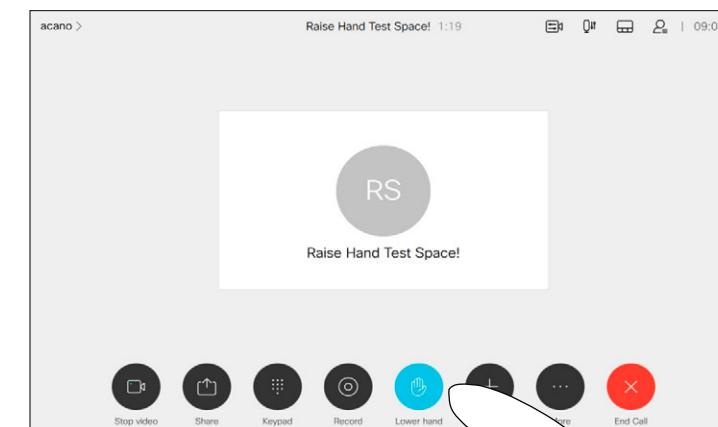 acano > Raise Hand Test Space! 1:19 09:0
RS
Raise Hand Test Space!
Stop video Share Keypad Record Lower hand End Call